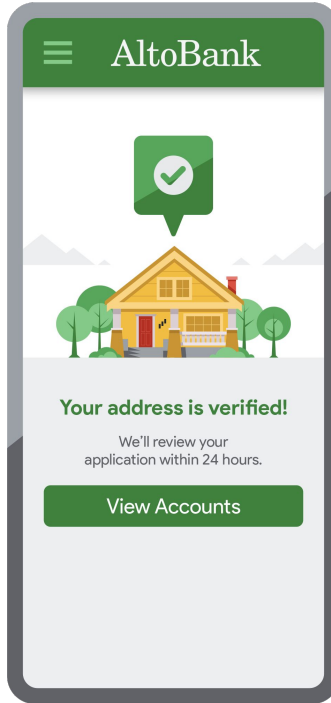 AltoBank
Your address is verified!
We'll review your
application within 24 hours.
View Accounts